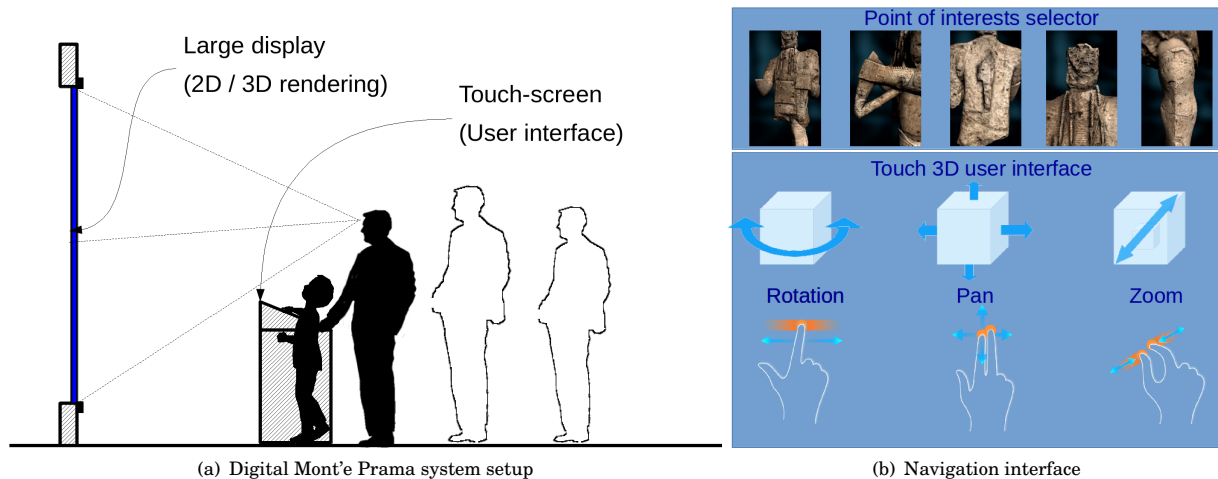 Large display
(2D / 3D rendering)
Touch-screen
(User interface)
(a) Digital Mont'e Prama system setup
Point of interests selector
Touch 3D user interface
Rotation
Pan
Zoom
(b) Navigation interface